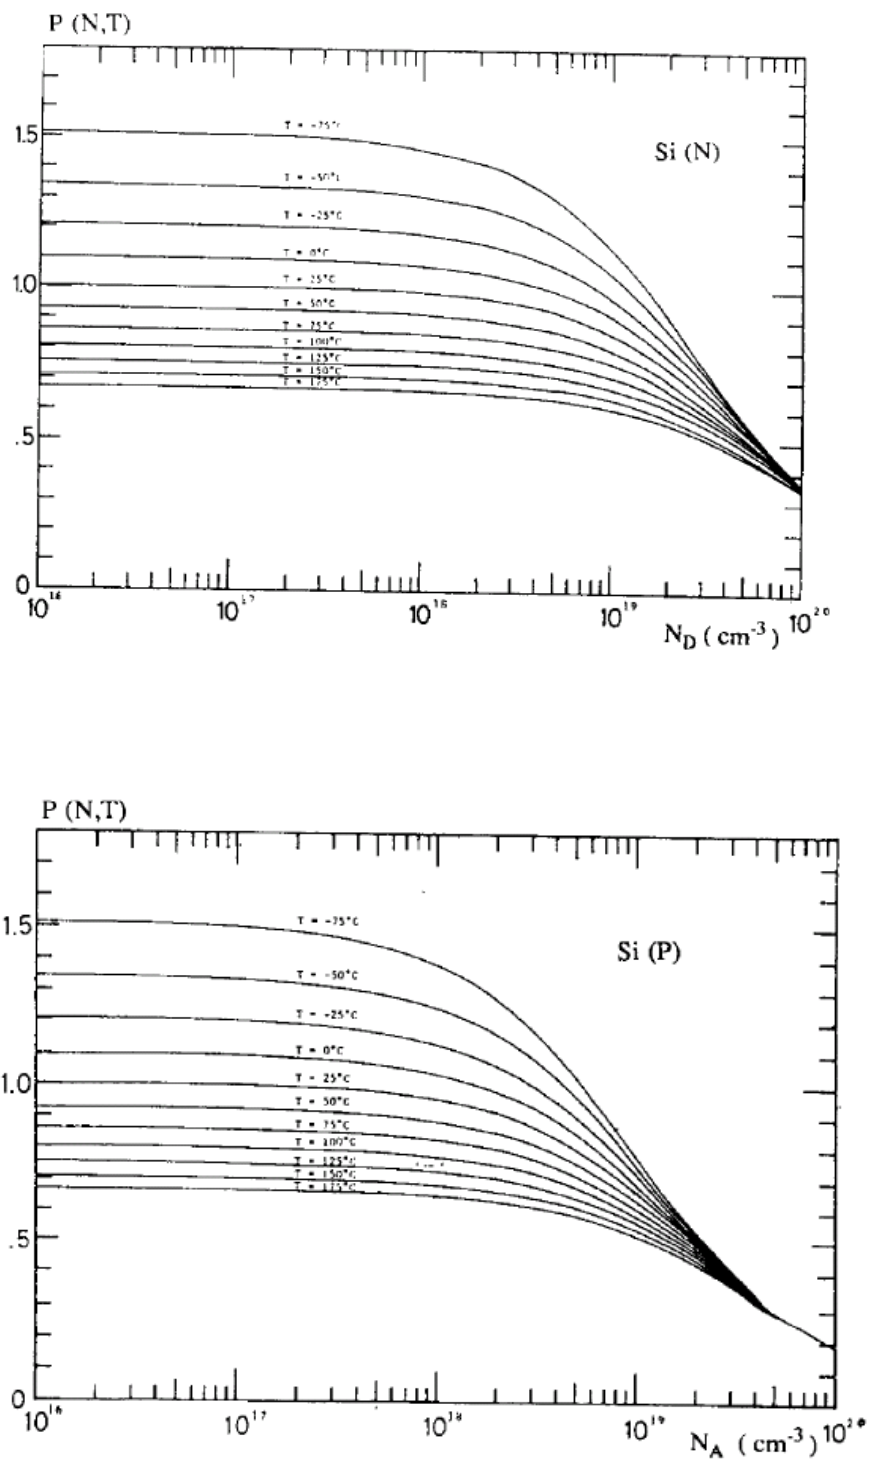 P (N,T)
T = -75°C
1.5
Si (N)
T = -50°C
T = -25°C
T = 0°C
T = 25°C
1.0
T = 50°C
T = 75°C
T = 100°C
T = 125°C
T = 150°C
T = 175°C
.5
0
10¹⁶ 10¹⁷ 10¹⁸ 10¹⁹ 10²⁰
N_D ( cm⁻³ )
P (N,T)
T = -75°C
1.5
Si (P)
T = -50°C
T = -25°C
T = 0°C
T = 25°C
1.0
T = 50°C
T = 75°C
T = 100°C
T = 125°C
T = 150°C
T = 175°C
.5
0
10¹⁶ 10¹⁷ 10¹⁸ 10¹⁹ 10²⁰
N_A ( cm⁻³ )